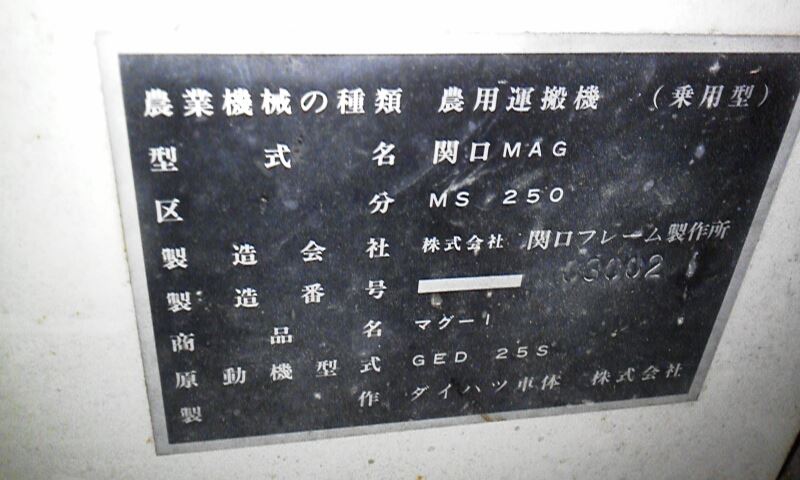 農業機械の種類 農用運搬機 (乗用型)
型式名 関口MAG
区分 MS 250
製造会社 株式会社 関口フレーム製作所
製造番号 03002
商品名 マグーⅠ
原動機型式 GED 25S
製作 ダイハツ車体 株式会社